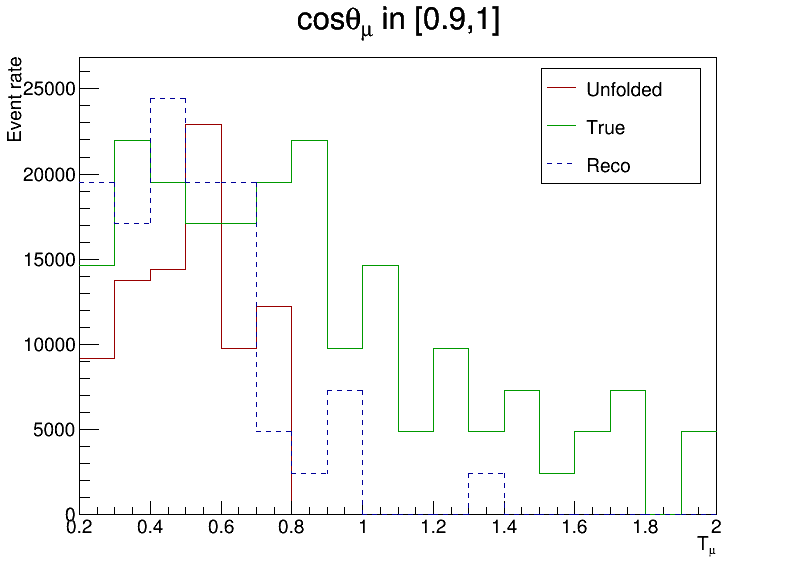 cosθμ in [0.9,1]
Event rate
Unfolded
True
Reco
25000
20000
15000
10000
5000
0
0.2 0.4 0.6 0.8 1 1.2 1.4 1.6 1.8 2
Tμ